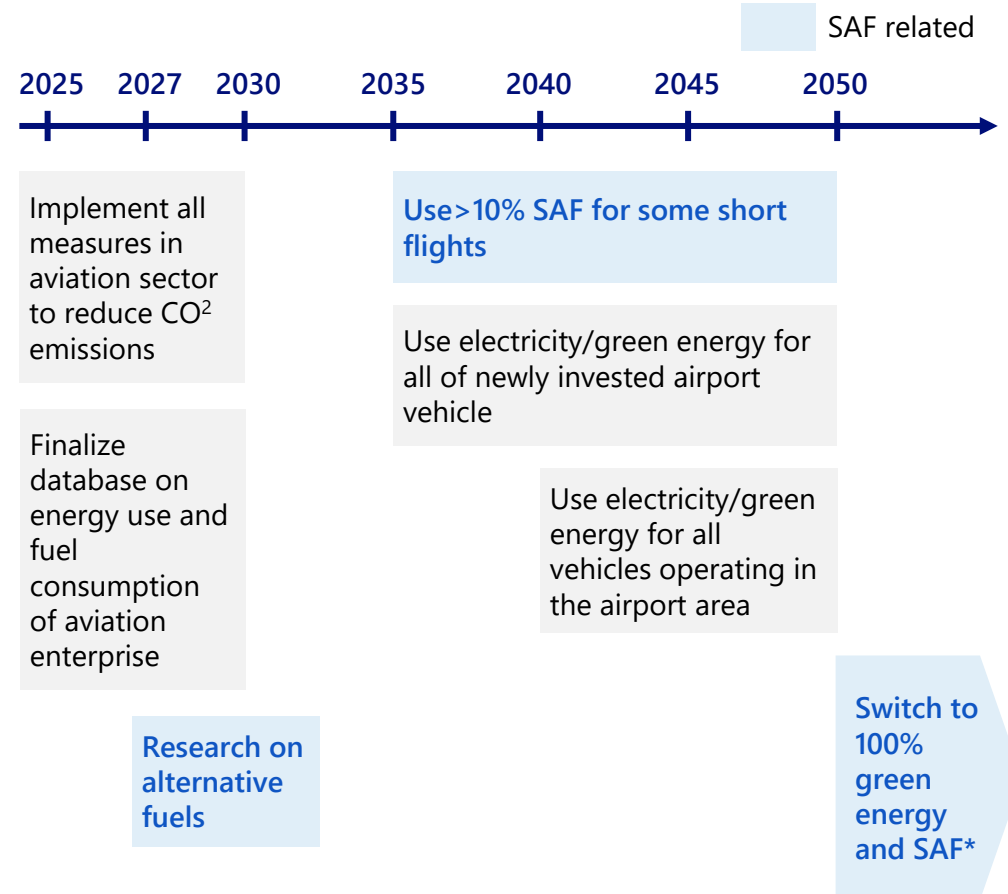 SAF related
2025 2027 2030 2035 2040 2045 2050
Implement all
measures in
aviation sector
to reduce CO²
emissions
Use>10% SAF for some short
flights
Use electricity/green energy for
all of newly invested airport
vehicle
Finalize
database on
energy use and
fuel
consumption
of aviation
enterprise
Use electricity/green
energy for all
vehicles operating in
the airport area
Research on
alternative
fuels
Switch to
100%
green
energy
and SAF*